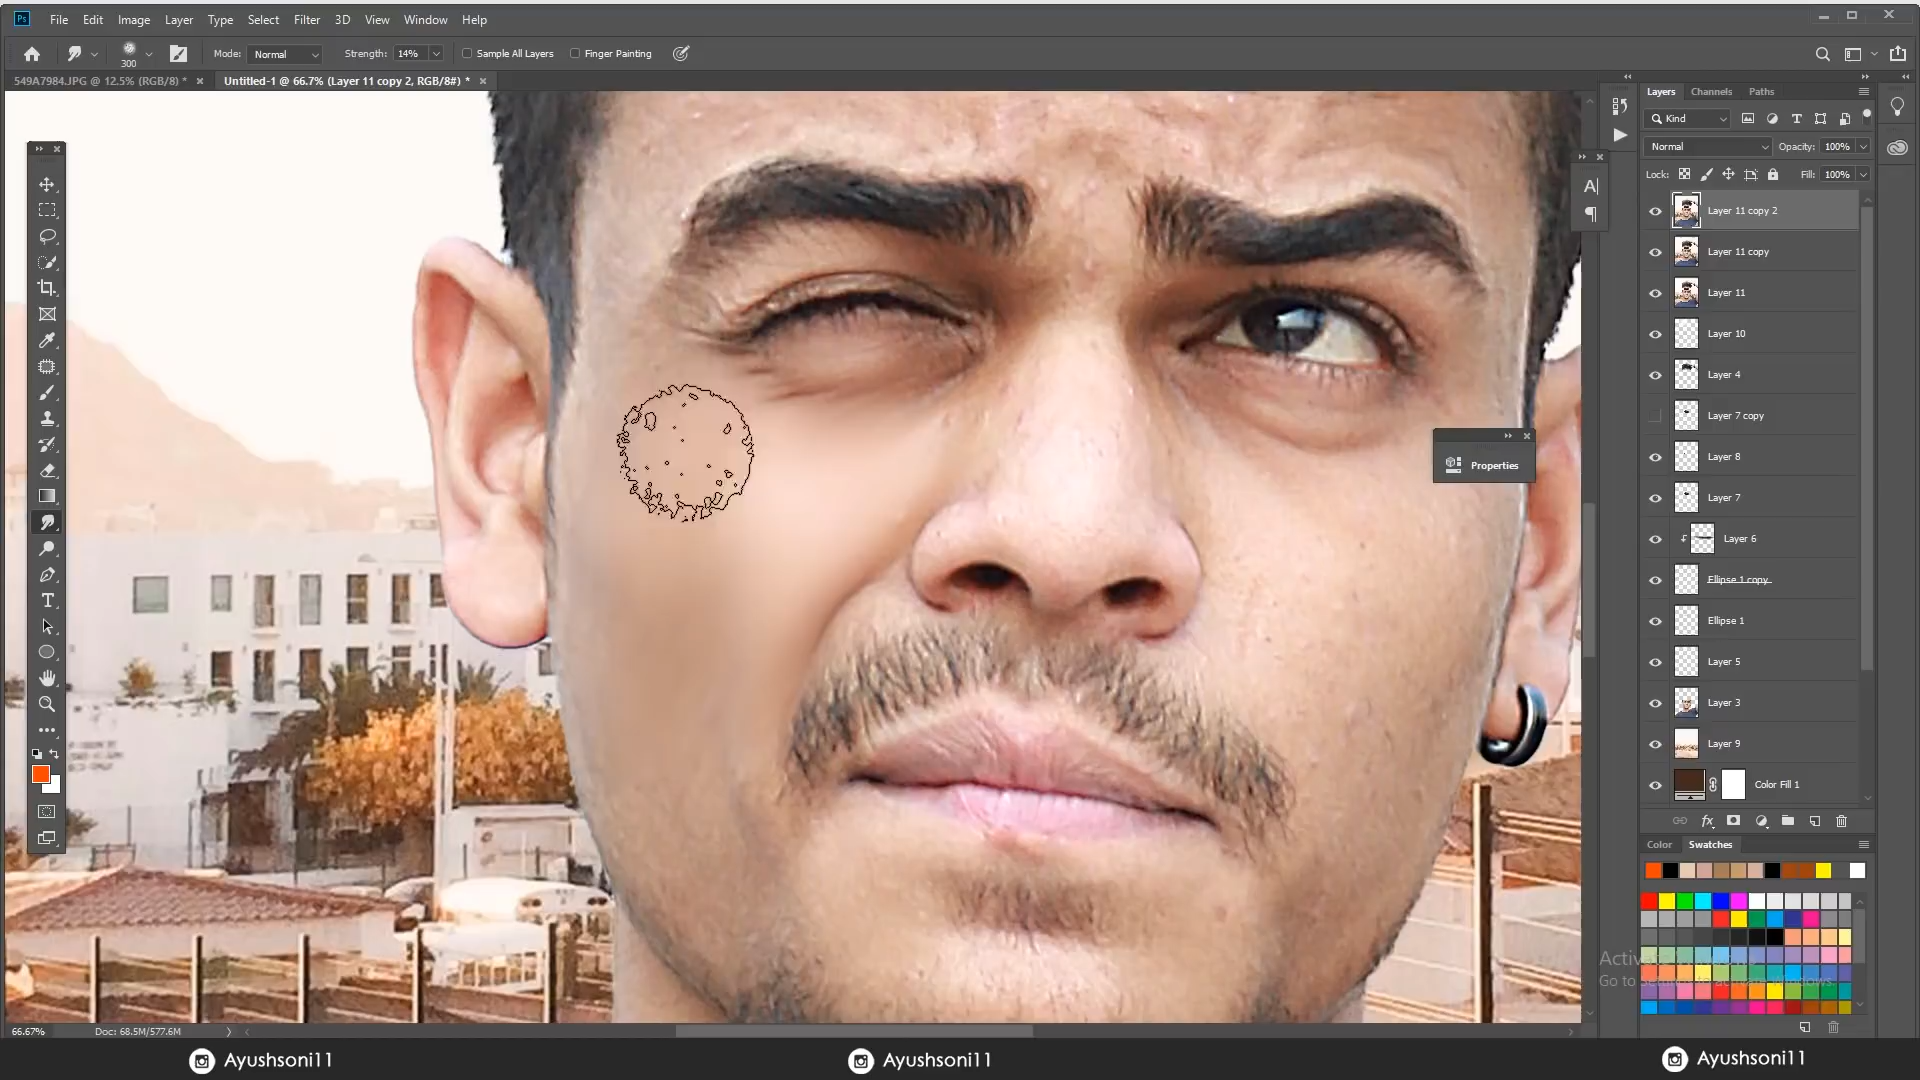 Ps File Edit Image Layer Type Select Filter 3D View Window Help
300 Mode: Normal Strength: 14% Sample All Layers Finger Painting
549A7984.JPG @ 12.5% (RGB/8) * Untitled-1 @ 66.7% (Layer 11 copy 2, RGB/8#) *
Layers Channels Paths
Kind
Normal Opacity: 100%
Lock: Fill: 100%
Layer 11 copy 2
Layer 11 copy
Layer 11
Layer 10
Layer 4
Layer 7 copy
Layer 8
Layer 7
Layer 6
Ellipse 1 copy
Ellipse 1
Layer 5
Layer 3
Layer 9
Color Fill 1
fx
Properties
Color Swatches
66.67% Doc: 68.5M/577.6M
Ayushsoni11 Ayushsoni11 Ayushsoni11